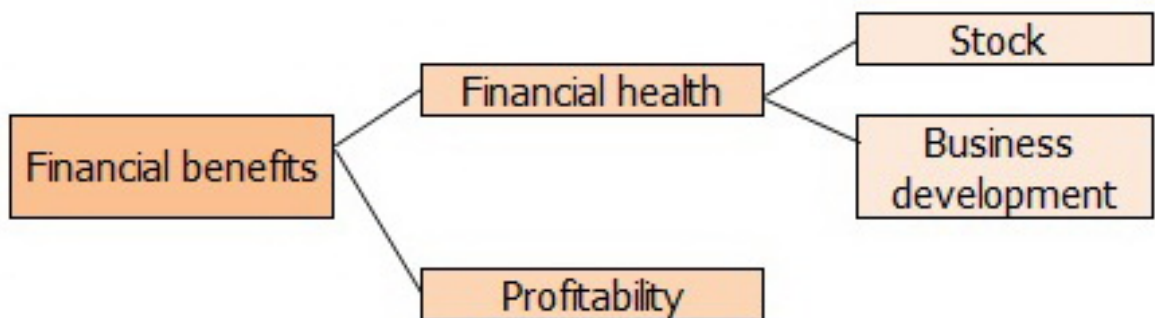 Stock
Financial health
Business
development
Financial benefits
Profitability